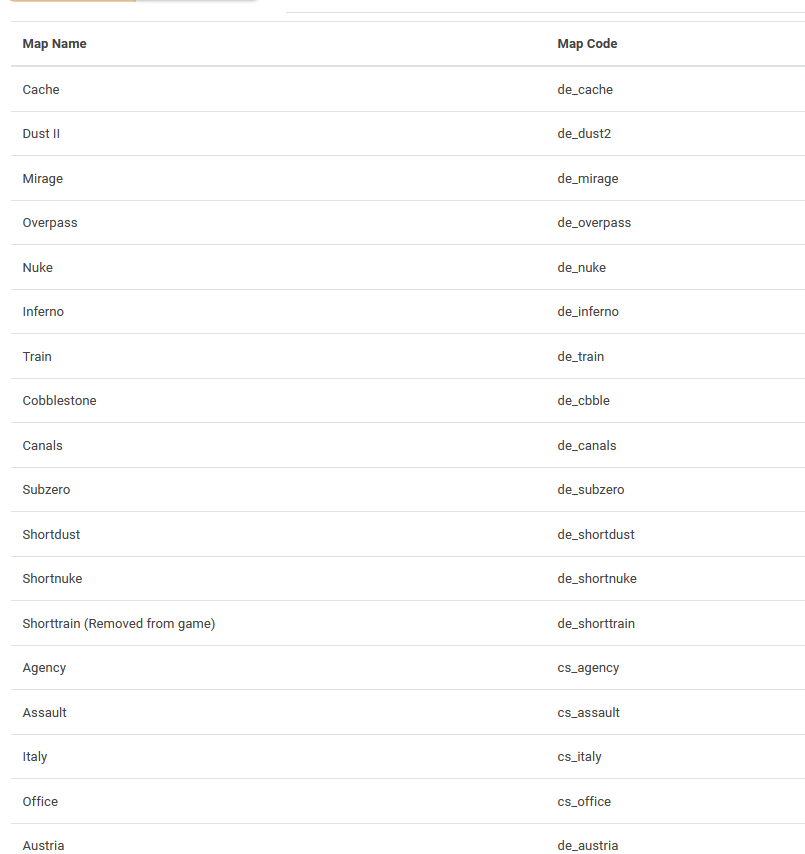 Map Name Map Code
Cache de_cache
Dust II de_dust2
Mirage de_mirage
Overpass de_overpass
Nuke de_nuke
Inferno de_inferno
Train de_train
Cobblestone de_cbble
Canals de_canals
Subzero de_subzero
Shortdust de_shortdust
Shortnuke de_shortnuke
Shorttrain (Removed from game) de_shorttrain
Agency cs_agency
Assault cs_assault
Italy cs_italy
Office cs_office
Austria de_austria